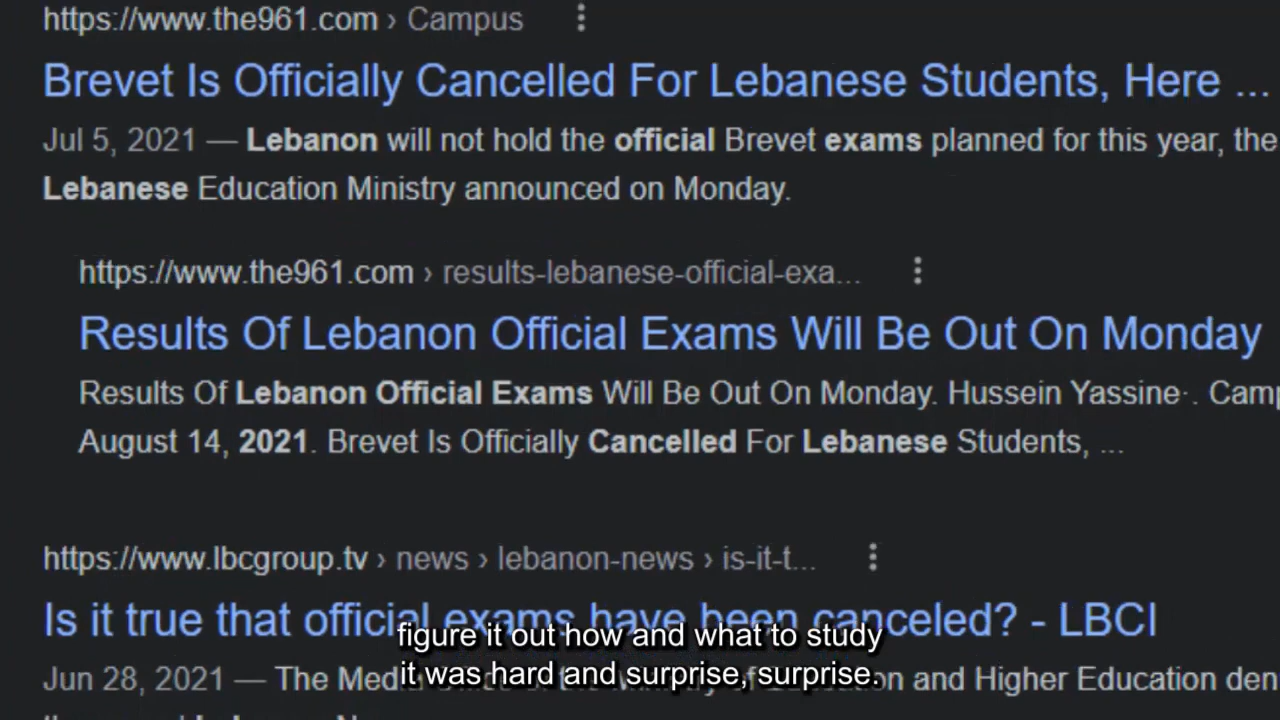 https://www.the961.com › Campus
Brevet Is Officially Cancelled For Lebanese Students, Here ...
Jul 5, 2021 — Lebanon will not hold the official Brevet exams planned for this year, the
Lebanese Education Ministry announced on Monday.
https://www.the961.com › results-lebanese-official-exa...
Results Of Lebanon Official Exams Will Be Out On Monday
Results Of Lebanon Official Exams Will Be Out On Monday. Hussein Yassine·. Camp
August 14, 2021. Brevet Is Officially Cancelled For Lebanese Students, ...
https://www.lbcgroup.tv › news › lebanon-news › is-it-t...
Is it true that official exams have been canceled? - LBCI
figure it out how and what to study
Jun 28, 2021 — The and Higher Education den
it was hard and surprise, surprise.